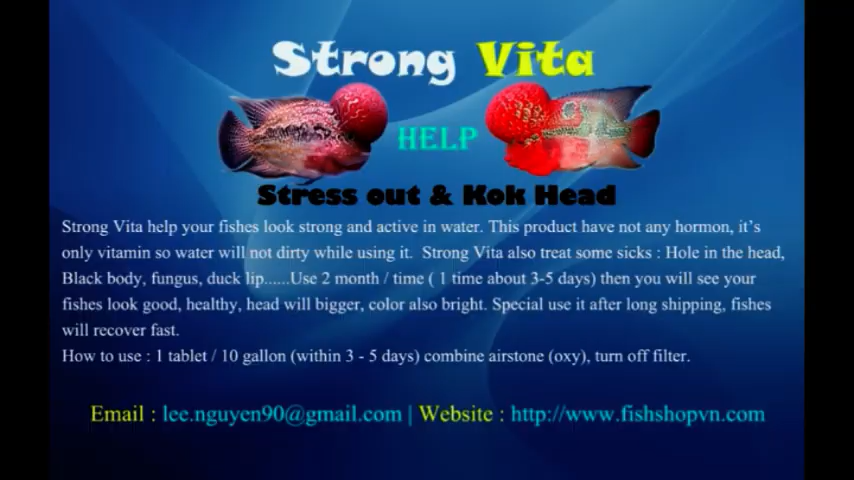 Strong Vita
HELP
Stress out & Kok Head
Strong Vita help your fishes look strong and active in water. This product have not any hormon, it's
only vitamin so water will not dirty while using it. Strong Vita also treat some sicks : Hole in the head,
Black body, fungus, duck lip......Use 2 month / time ( 1 time about 3-5 days) then you will see your
fishes look good, healthy, head will bigger, color also bright. Special use it after long shipping, fishes
will recover fast.
How to use : 1 tablet / 10 gallon (within 3 - 5 days) combine airstone (oxy), turn off filter.
Email : lee.nguyen90@gmail.com | Website : http://www.fishshopvn.com